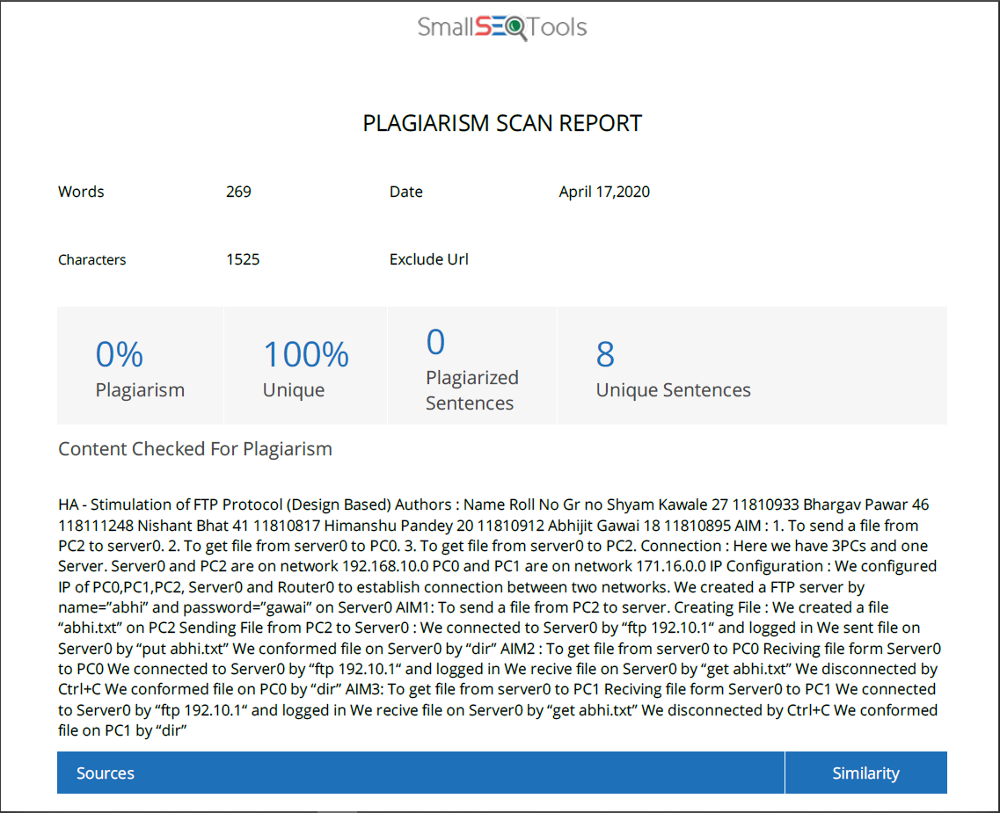 SmallSEOTools
PLAGIARISM SCAN REPORT
Words 269 Date April 17,2020
Characters 1525 Exclude Url
0% Plagiarism
100% Unique
0 Plagiarized Sentences
8 Unique Sentences
Content Checked For Plagiarism
HA - Stimulation of FTP Protocol (Design Based) Authors : Name Roll No Gr no Shyam Kawale 27 11810933 Bhargav Pawar 46
118111248 Nishant Bhat 41 11810817 Himanshu Pandey 20 11810912 Abhijit Gawai 18 11810895 AIM : 1. To send a file from
PC2 to server0. 2. To get file from server0 to PC0. 3. To get file from server0 to PC2. Connection : Here we have 3PCs and one
Server. Server0 and PC2 are on network 192.168.10.0 PC0 and PC1 are on network 171.16.0.0 IP Configuration : We configured
IP of PC0,PC1,PC2, Server0 and Router0 to establish connection between two networks. We created a FTP server by
name=”abhi” and password=”gawai” on Server0 AIM1: To send a file from PC2 to server. Creating File : We created a file
“abhi.txt” on PC2 Sending File from PC2 to Server0 : We connected to Server0 by “ftp 192.10.1“ and logged in We sent file on
Server0 by “put abhi.txt” We conformed file on Server0 by “dir” AIM2 : To get file from server0 to PC0 Reciving file form Server0
to PC0 We connected to Server0 by “ftp 192.10.1“ and logged in We recive file on Server0 by “get abhi.txt” We disconnected by
Ctrl+C We conformed file on PC0 by “dir” AIM3: To get file from server0 to PC1 Reciving file form Server0 to PC1 We connected
to Server0 by “ftp 192.10.1“ and logged in We recive file on Server0 by “get abhi.txt” We disconnected by Ctrl+C We conformed
file on PC1 by “dir”
Sources Similarity